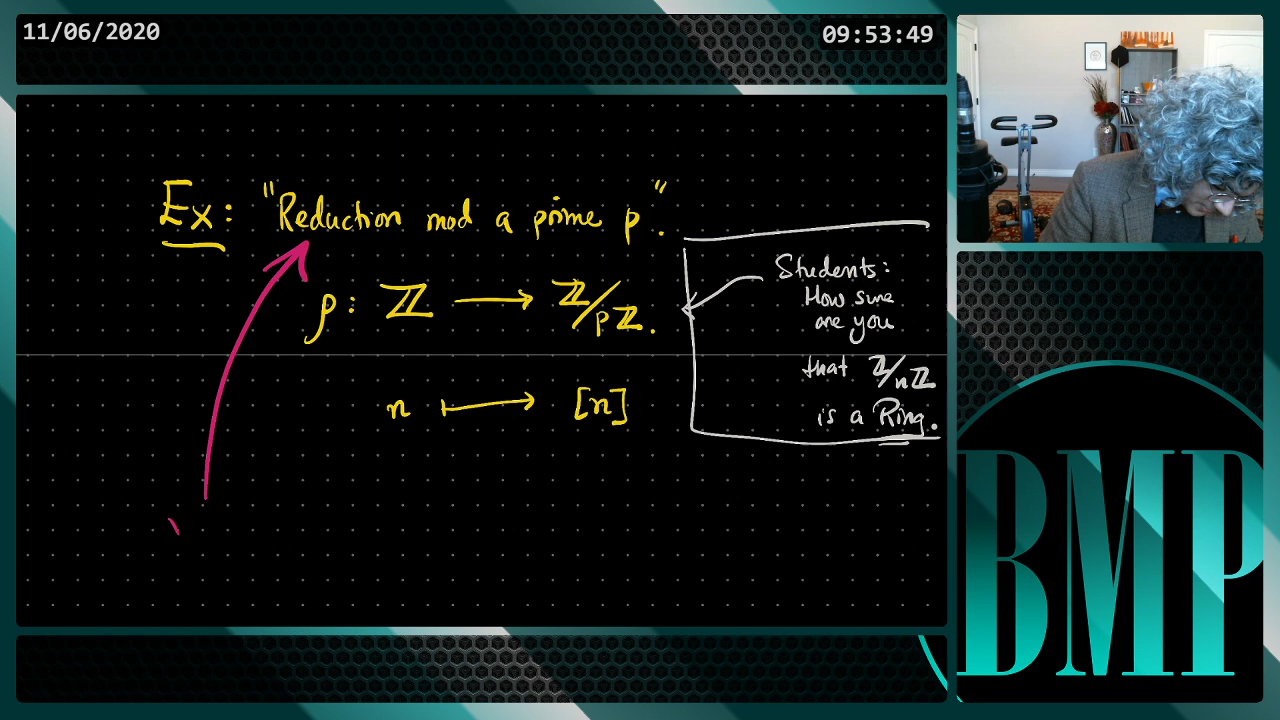 11/06/2020
09:53:49
Ex: "Reduction mod a prime p".
ρ: ℤ ⟶ ℤ/pℤ.
n ⟼ [n]
Students:
How sure
are you
that ℤ/nℤ
is a Ring.
BMP